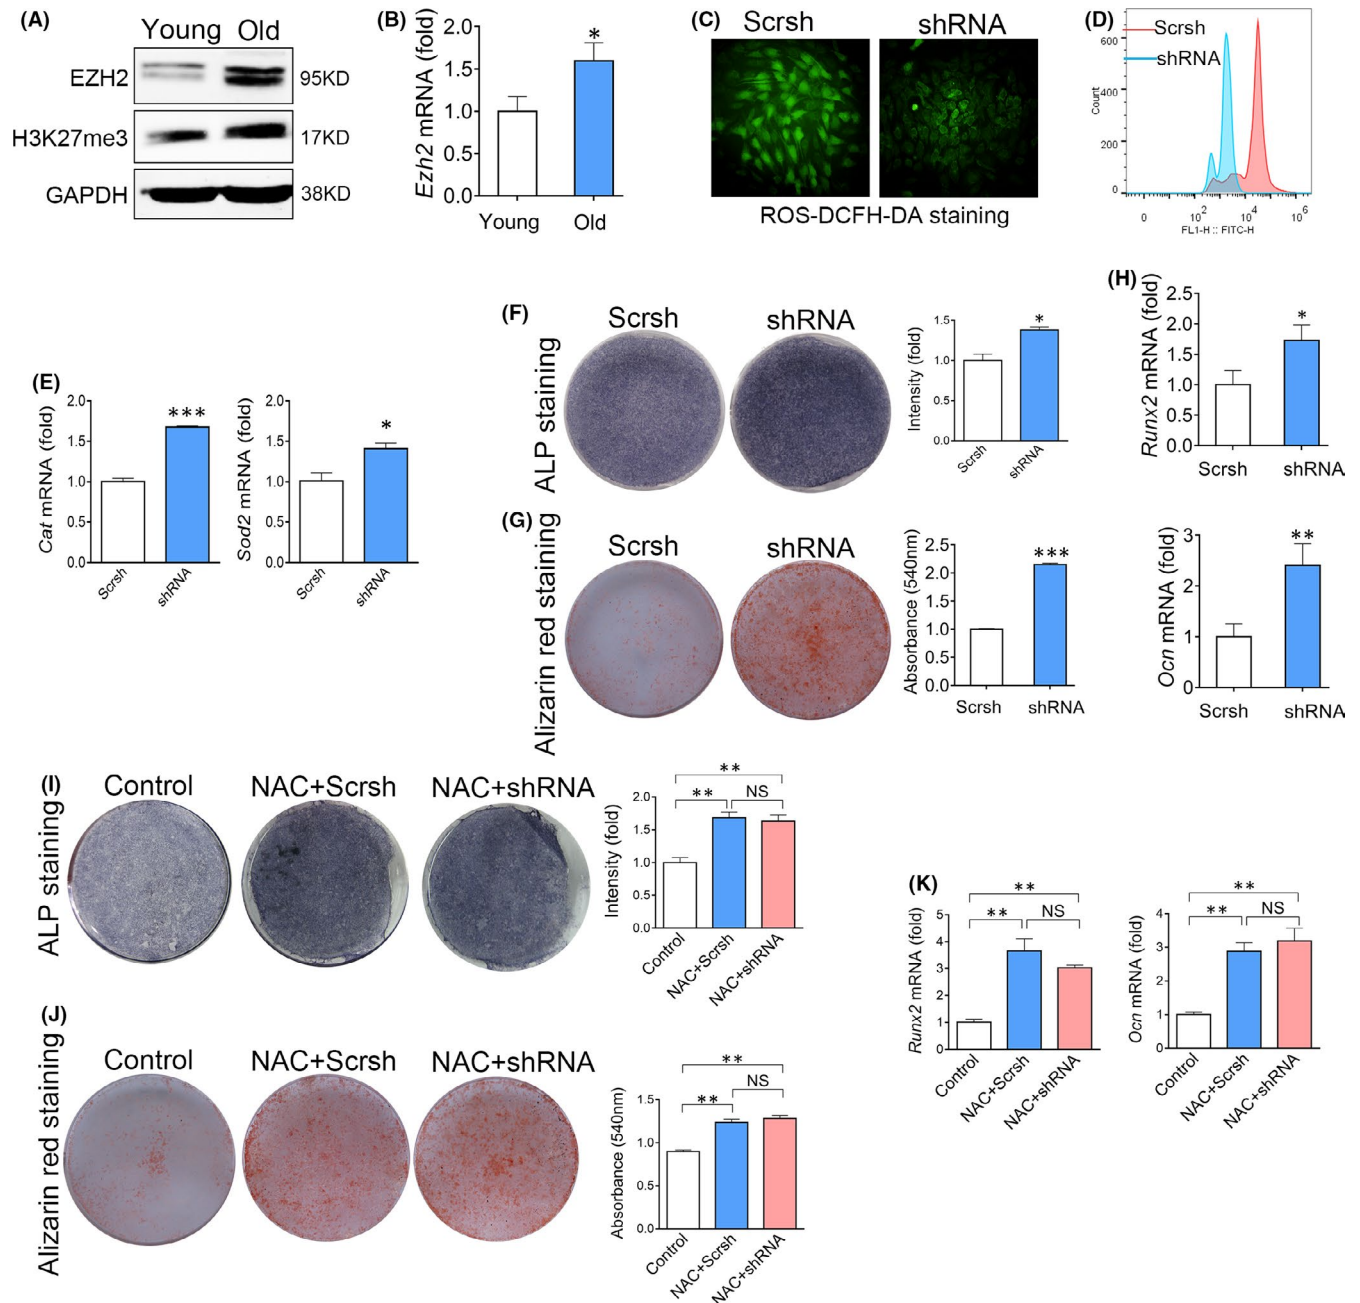 (A)
Young Old
EZH2 95KD
H3K27me3 17KD
GAPDH 38KD
(B)
Ezh2 mRNA (fold)
2.0
1.5
1.0
0.5
0.0
*
Young Old
(C)
Scrsh shRNA
ROS-DCFH-DA staining
(D)
Scrsh
shRNA
Count
600
400
200
0
0 10² 10⁴ 10⁶
FL1-H :: FITC-H
(E)
Cat mRNA (fold)
2.0
1.5
1.0
0.5
0.0
***
Scrsh shRNA
Sod2 mRNA (fold)
2.0
1.5
1.0
0.5
0.0
*
Scrsh shRNA
(F)
ALP staining
Scrsh shRNA
Intensity (fold)
1.5
1.0
0.5
0.0
*
Scrsh shRNA
(G)
Alizarin red staining
Scrsh shRNA
Absorbance (540nm)
2.5
2.0
1.5
1.0
0.5
0.0
***
Scrsh shRNA
(H)
Runx2 mRNA (fold)
2.5
2.0
1.5
1.0
0.5
0.0
*
Scrsh shRNA
Ocn mRNA (fold)
3
2
1
0
**
Scrsh shRNA
(I)
ALP staining
Control NAC+Scrsh NAC+shRNA
Intensity (fold)
2.0
1.5
1.0
0.5
0.0
**
** NS
Control NAC+Scrsh NAC+shRNA
(J)
Alizarin red staining
Control NAC+Scrsh NAC+shRNA
Absorbance (540nm)
1.5
1.0
0.5
0.0
**
** NS
Control NAC+Scrsh NAC+shRNA
(K)
Runx2 mRNA (fold)
5
4
3
2
1
0
**
** NS
Control NAC+Scrsh NAC+shRNA
Ocn mRNA (fold)
4
3
2
1
0
**
** NS
Control NAC+Scrsh NAC+shRNA